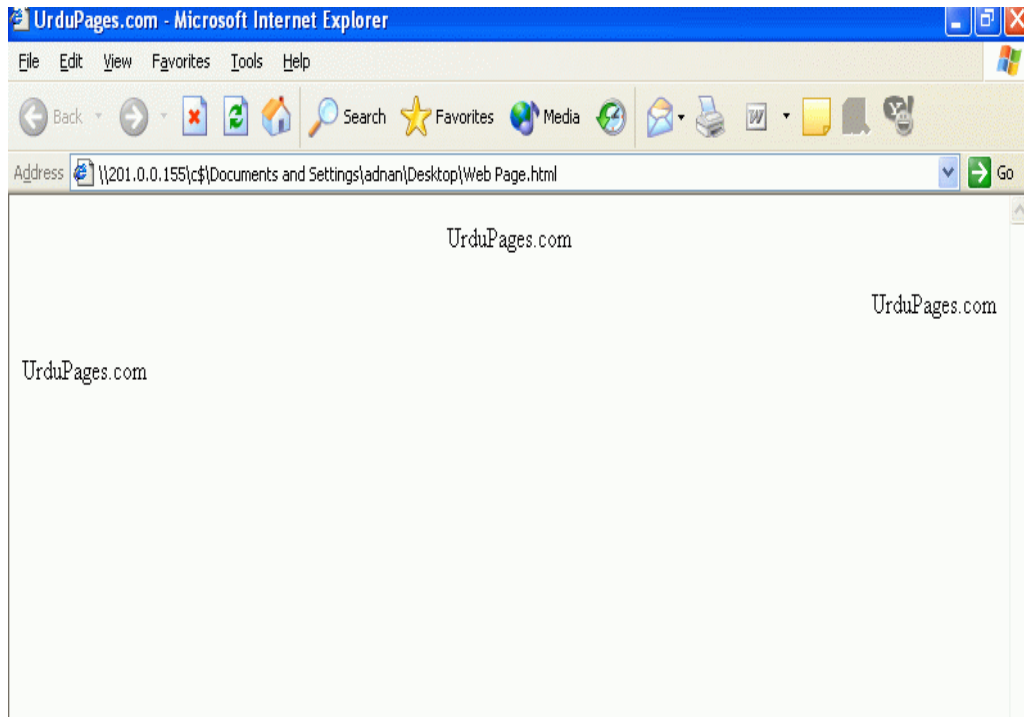 UrduPages.com - Microsoft Internet Explorer
File Edit View Favorites Tools Help
Back Search Favorites Media W
Address \\201.0.0.155\c$\Documents and Settings\adnan\Desktop\Web Page.html Go
UrduPages.com
UrduPages.com
UrduPages.com